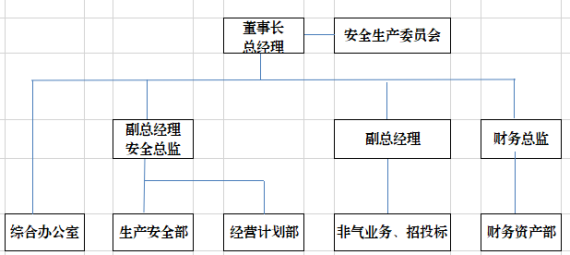 董事长
总经理
安全生产委员会
副总经理
安全总监
副总经理
财务总监
综合办公室
生产安全部
经营计划部
非气业务、招投标
财务资产部